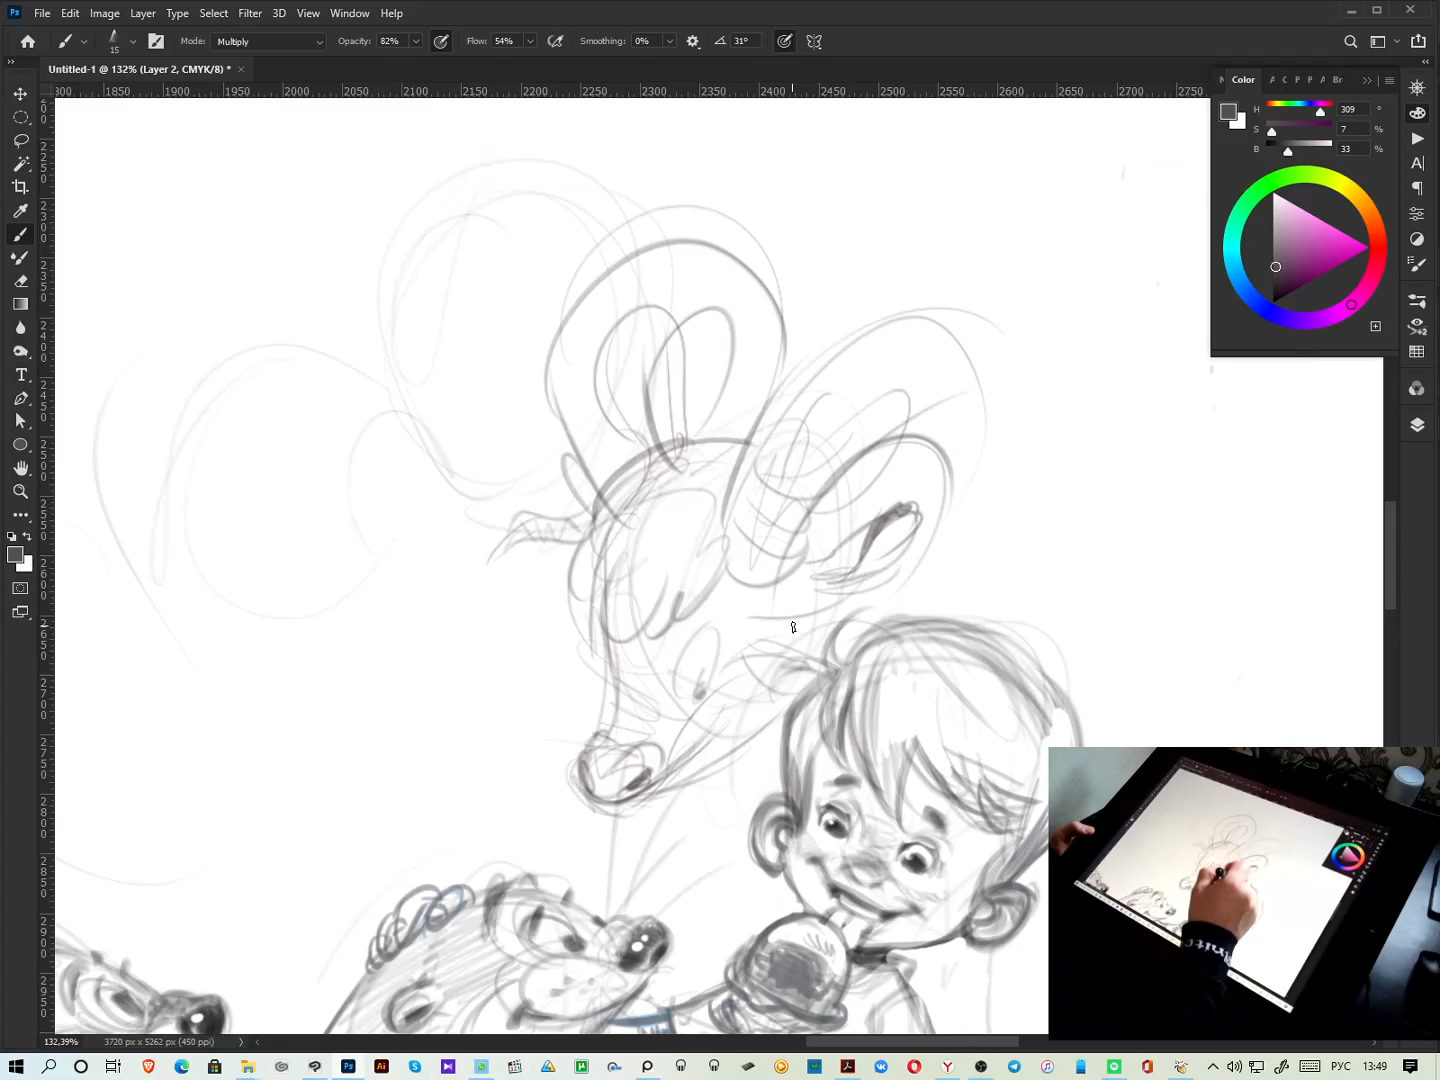 Ps File Edit Image Layer Type Select Filter 3D View Window Help
15 Mode: Multiply Opacity: 82% Flow: 54% Smoothing: 0% 31°
Untitled-1 @ 132% (Layer 2, CMYK/8) * ×
1850 1900 1950 2000 2050 2100 2150 2200 2250 2300 2350 2400 2450 2500 2550 2600 2650 2700 2750
Color
H 309 °
S 7 %
B 33 %
132,39% 3720 px x 5262 px (450 ppi)
РУС 13:49